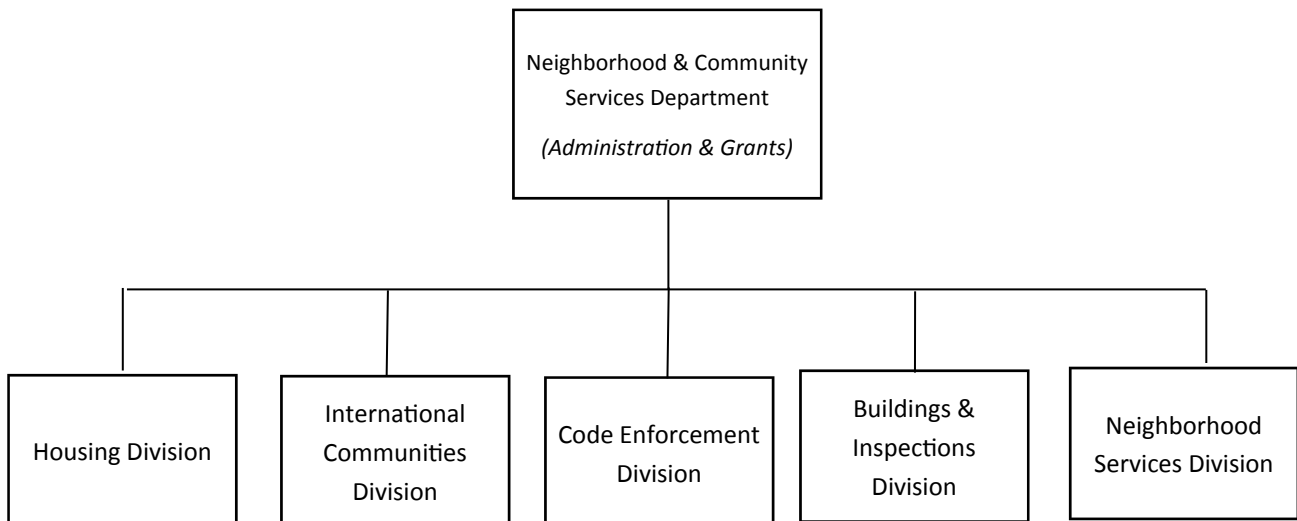 Neighborhood & Community
Services Department
(Administration & Grants)
Housing Division
International
Communities
Division
Code Enforcement
Division
Buildings &
Inspections
Division
Neighborhood
Services Division